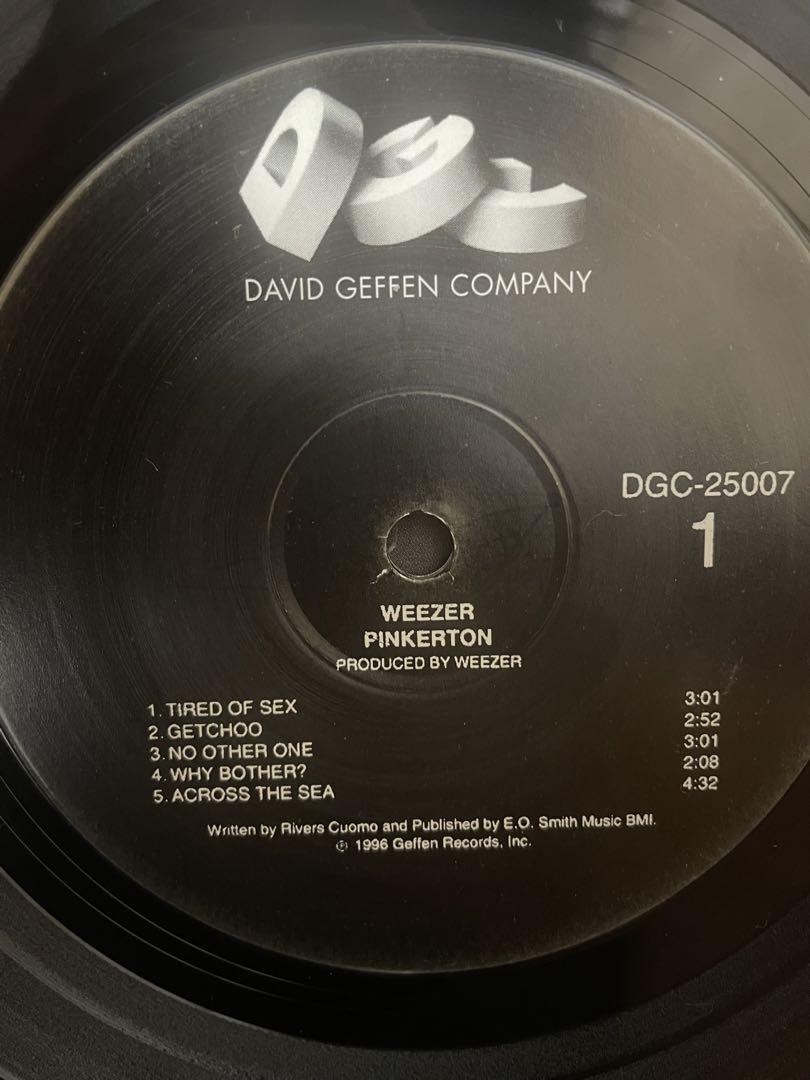 DGC
DAVID GEFFEN COMPANY
DGC-25007
1
WEEZER
PINKERTON
PRODUCED BY WEEZER
1. TIRED OF SEX 3:01
2. GETCHOO 2:52
3. NO OTHER ONE 3:01
4. WHY BOTHER? 2:08
5. ACROSS THE SEA 4:32
Written by Rivers Cuomo and Published by E.O. Smith Music BMI.
℗ 1996 Geffen Records, Inc.